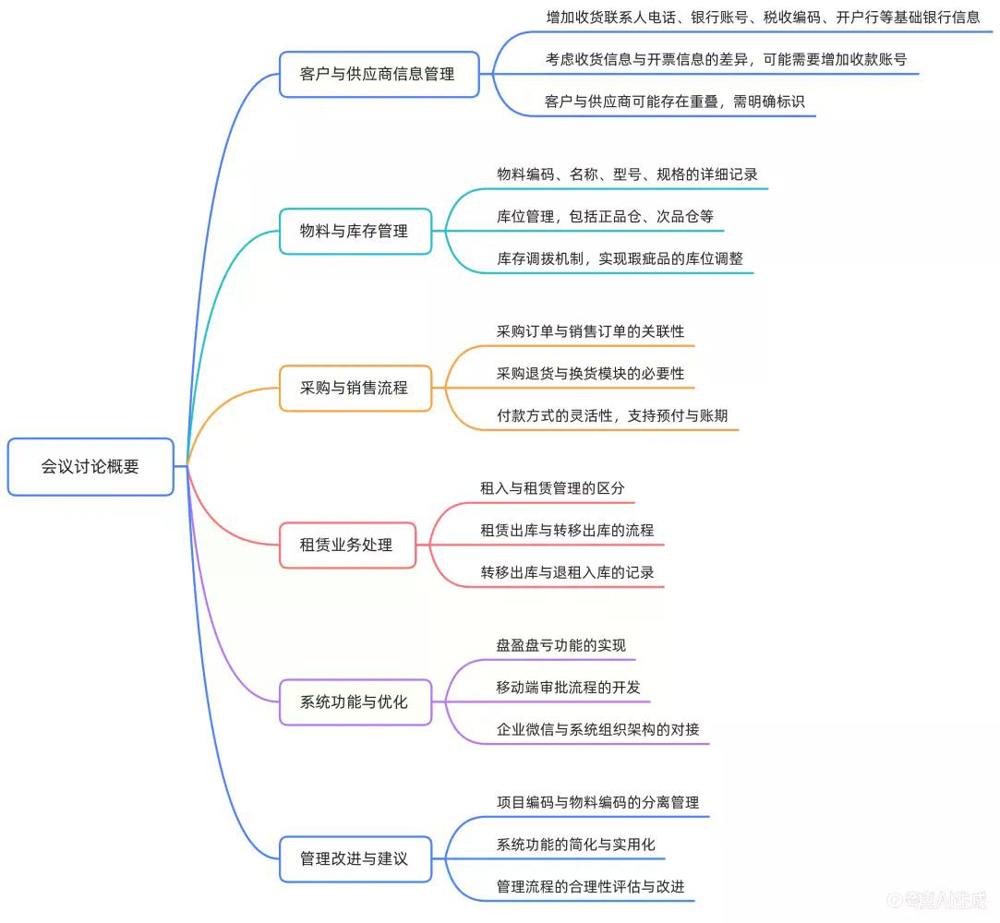 会议讨论概要
客户与供应商信息管理
增加收货联系人电话、银行账号、税收编码、开户行等基础银行信息
考虑收货信息与开票信息的差异，可能需要增加收款账号
客户与供应商可能存在重叠，需明确标识
物料与库存管理
物料编码、名称、型号、规格的详细记录
库位管理，包括正品仓、次品仓等
库存调拨机制，实现瑕疵品的库位调整
采购与销售流程
采购订单与销售订单的关联性
采购退货与换货模块的必要性
付款方式的灵活性，支持预付与账期
租赁业务处理
租入与租赁管理的区分
租赁出库与转移出库的流程
转移出库与退租入库的记录
系统功能与优化
盘盈盘亏功能的实现
移动端审批流程的开发
企业微信与系统组织架构的对接
管理改进与建议
项目编码与物料编码的分离管理
系统功能的简化与实用化
管理流程的合理性评估与改进
夸克AI生成